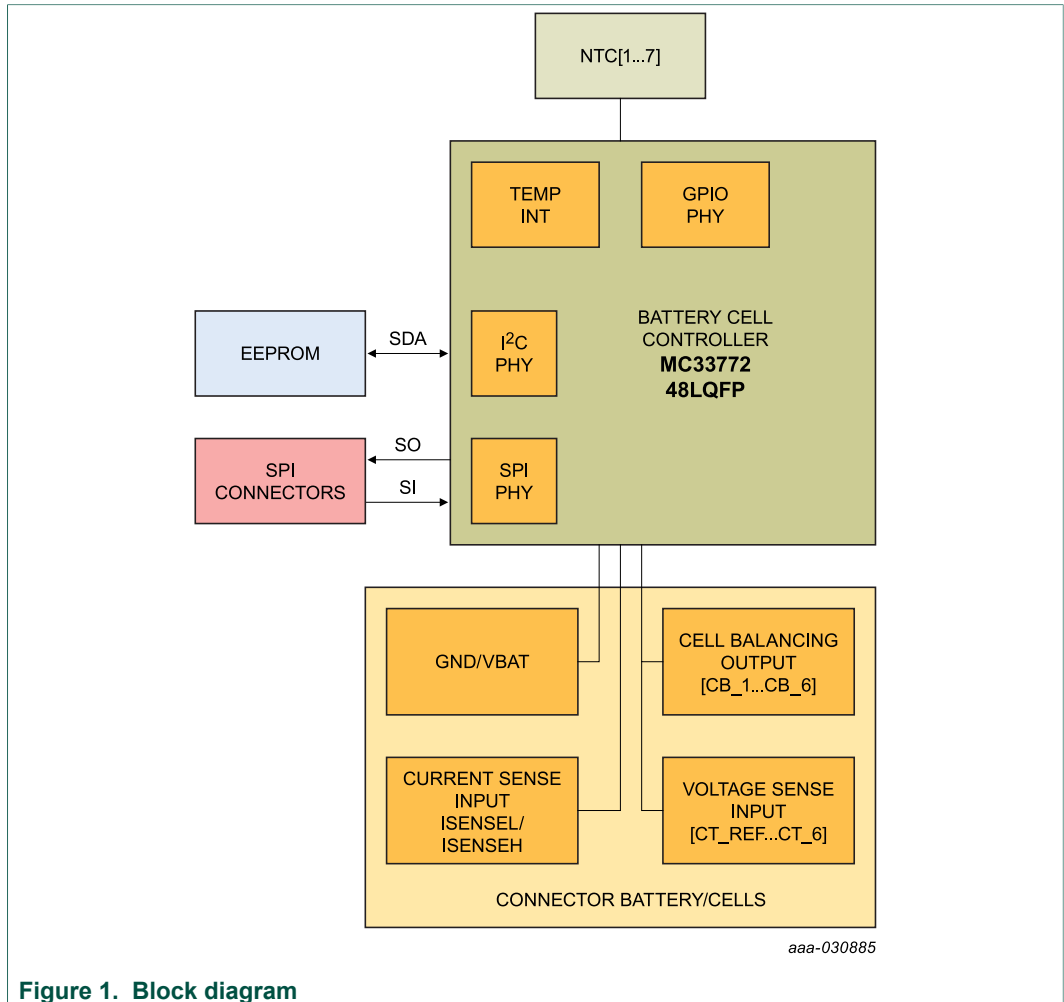 NTC[1...7]
TEMP
INT
GPIO
PHY
BATTERY CELL
CONTROLLER
MC33772
48LQFP
EEPROM
SDA
I²C
PHY
SPI
CONNECTORS
SO
SI
SPI
PHY
GND/VBAT
CELL BALANCING
OUTPUT
[CB_1...CB_6]
CURRENT SENSE
INPUT
ISENSEL/
ISENSEH
VOLTAGE SENSE
INPUT
[CT_REF...CT_6]
CONNECTOR BATTERY/CELLS
aaa-030885
Figure 1. Block diagram